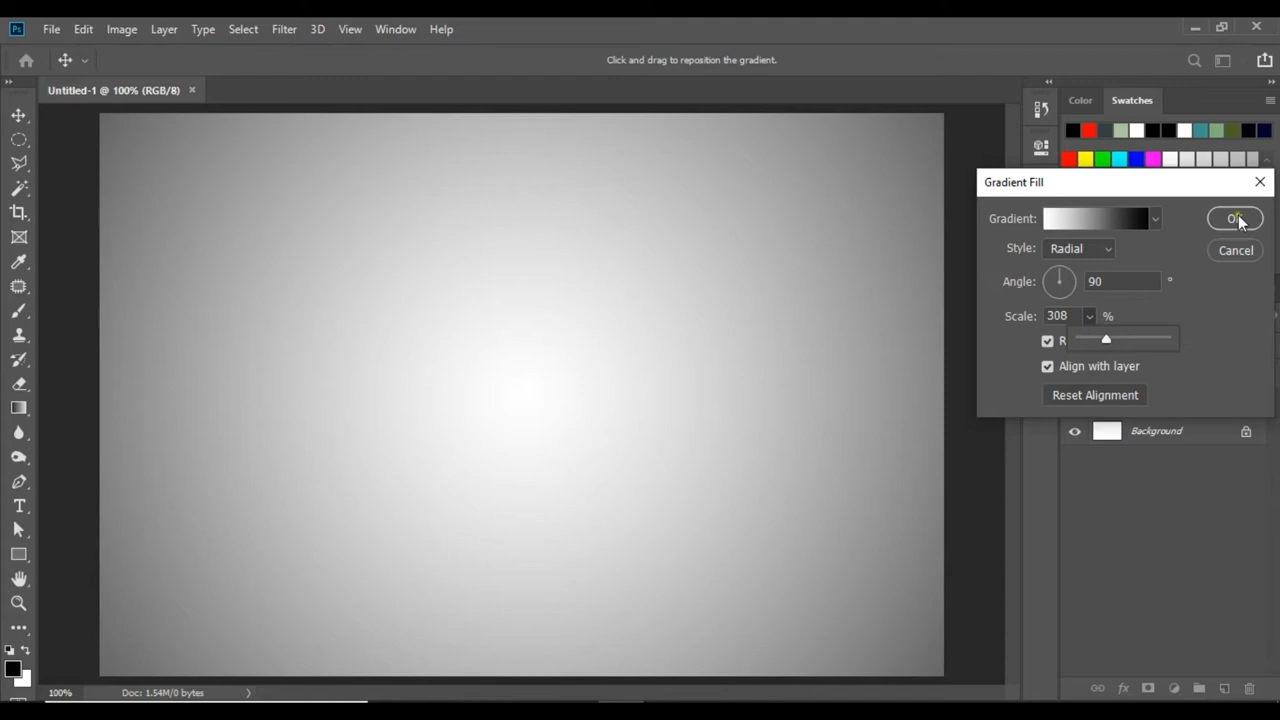 Ps File Edit Image Layer Type Select Filter 3D View Window Help
Click and drag to reposition the gradient.
Untitled-1 @ 100% (RGB/8)
Color Swatches
Gradient Fill
Gradient:
Style: Radial
Cancel
Angle: 90 °
Scale: 308 %
R
Align with layer
Reset Alignment
Background
T
100% Doc: 1.54M/0 bytes
fx